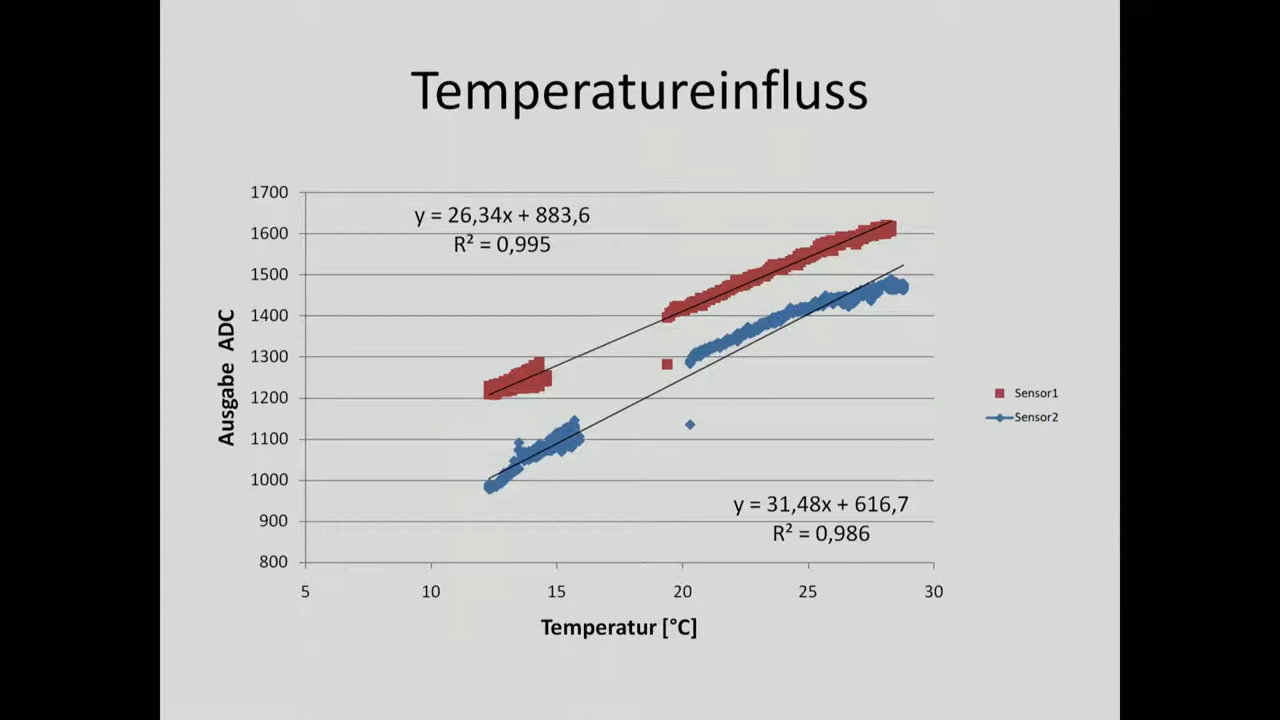 Temperatureinfluss
1700
1600
1500
1400
1300
1200
1100
1000
900
800
Ausgabe ADC
y = 26,34x + 883,6
R² = 0,995
y = 31,48x + 616,7
R² = 0,986
Sensor1
Sensor2
5 10 15 20 25 30
Temperatur [°C]